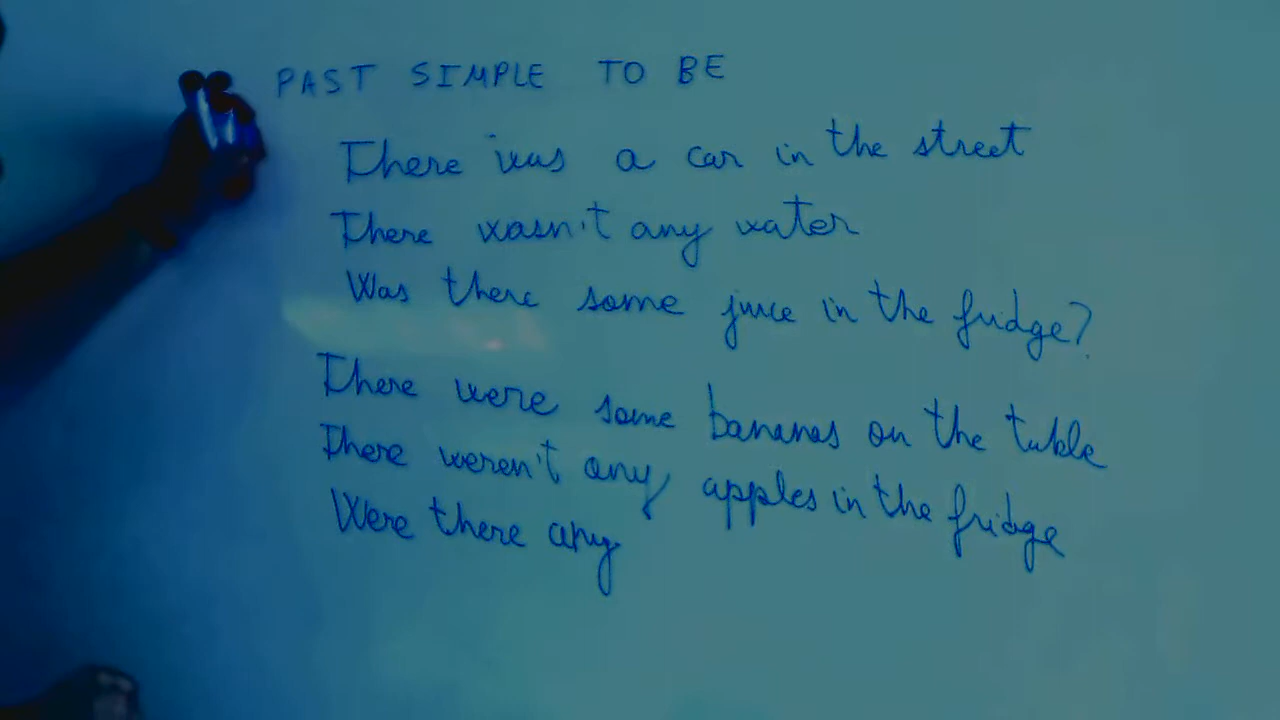 PAST SIMPLE TO BE
There was a car in the street
There wasn't any water
Was there some juice in the fridge?
There were some bananas on the table
There weren't any apples in the fridge
Were there any